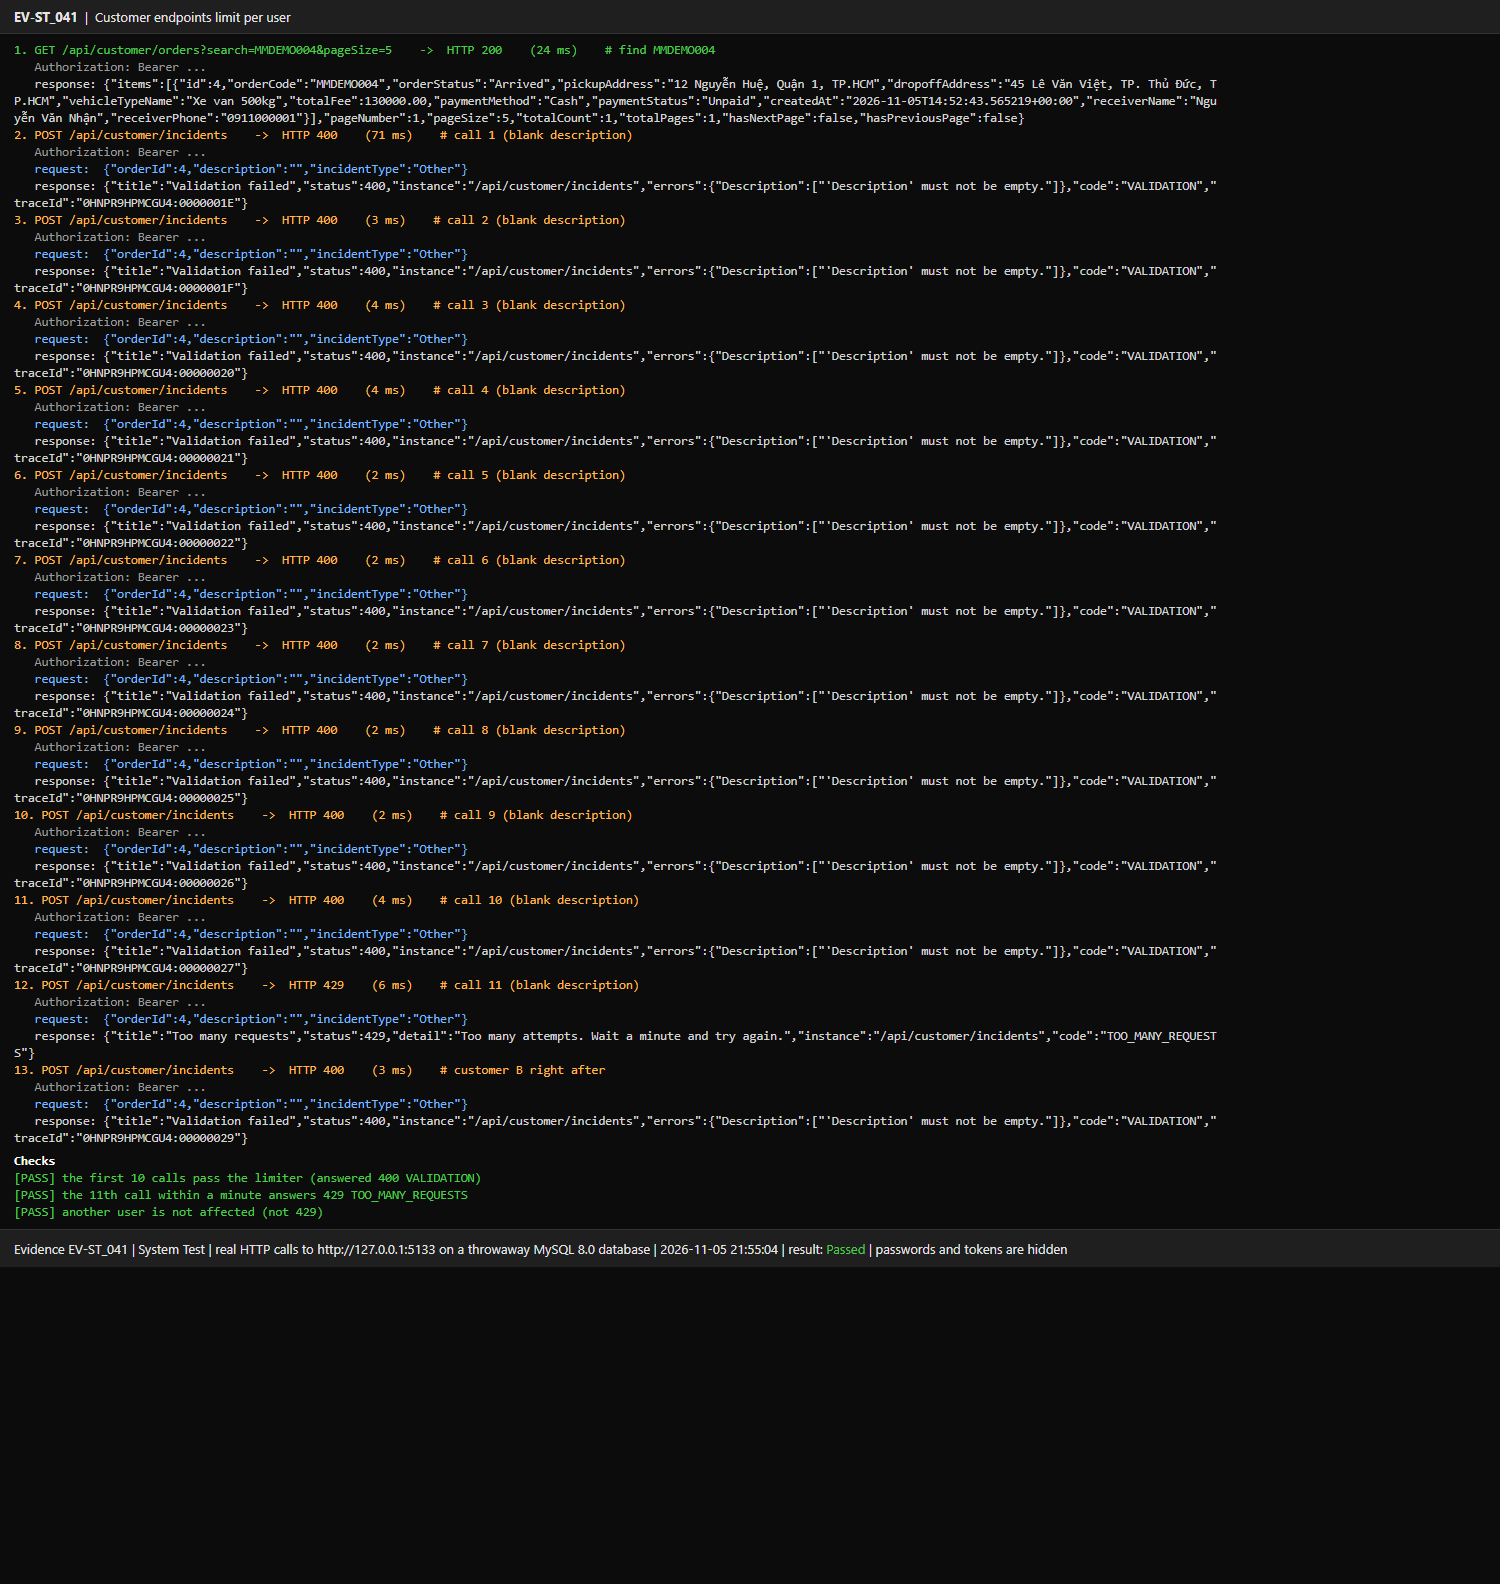 EV-ST_041 | Customer endpoints limit per user
1. GET /api/customer/orders?search=MMDEMO004&pageSize=5 -> HTTP 200 (24 ms) # find MMDEMO004
Authorization: Bearer ...
response: {"items":[{"id":4,"orderCode":"MMDEMO004","orderStatus":"Arrived","pickupAddress":"12 Nguyễn Huệ, Quận 1, TP.HCM","dropoffAddress":"45 Lê Văn Việt, TP. Thủ Đức, T
P.HCM","vehicleTypeName":"Xe van 500kg","totalFee":130000.00,"paymentMethod":"Cash","paymentStatus":"Unpaid","createdAt":"2026-11-05T14:52:43.565219+00:00","receiverName":"Ngu
yễn Văn Nhận","receiverPhone":"0911000001"}],"pageNumber":1,"pageSize":5,"totalCount":1,"totalPages":1,"hasNextPage":false,"hasPreviousPage":false}
2. POST /api/customer/incidents -> HTTP 400 (71 ms) # call 1 (blank description)
Authorization: Bearer ...
request: {"orderId":4,"description":"","incidentType":"Other"}
response: {"title":"Validation failed","status":400,"instance":"/api/customer/incidents","errors":{"Description":["'Description' must not be empty."]},"code":"VALIDATION","
traceId":"0HNPR9HPMCGU4:0000001E"}
3. POST /api/customer/incidents -> HTTP 400 (3 ms) # call 2 (blank description)
Authorization: Bearer ...
request: {"orderId":4,"description":"","incidentType":"Other"}
response: {"title":"Validation failed","status":400,"instance":"/api/customer/incidents","errors":{"Description":["'Description' must not be empty."]},"code":"VALIDATION","
traceId":"0HNPR9HPMCGU4:0000001F"}
4. POST /api/customer/incidents -> HTTP 400 (4 ms) # call 3 (blank description)
Authorization: Bearer ...
request: {"orderId":4,"description":"","incidentType":"Other"}
response: {"title":"Validation failed","status":400,"instance":"/api/customer/incidents","errors":{"Description":["'Description' must not be empty."]},"code":"VALIDATION","
traceId":"0HNPR9HPMCGU4:00000020"}
5. POST /api/customer/incidents -> HTTP 400 (4 ms) # call 4 (blank description)
Authorization: Bearer ...
request: {"orderId":4,"description":"","incidentType":"Other"}
response: {"title":"Validation failed","status":400,"instance":"/api/customer/incidents","errors":{"Description":["'Description' must not be empty."]},"code":"VALIDATION","
traceId":"0HNPR9HPMCGU4:00000021"}
6. POST /api/customer/incidents -> HTTP 400 (2 ms) # call 5 (blank description)
Authorization: Bearer ...
request: {"orderId":4,"description":"","incidentType":"Other"}
response: {"title":"Validation failed","status":400,"instance":"/api/customer/incidents","errors":{"Description":["'Description' must not be empty."]},"code":"VALIDATION","
traceId":"0HNPR9HPMCGU4:00000022"}
7. POST /api/customer/incidents -> HTTP 400 (2 ms) # call 6 (blank description)
Authorization: Bearer ...
request: {"orderId":4,"description":"","incidentType":"Other"}
response: {"title":"Validation failed","status":400,"instance":"/api/customer/incidents","errors":{"Description":["'Description' must not be empty."]},"code":"VALIDATION","
traceId":"0HNPR9HPMCGU4:00000023"}
8. POST /api/customer/incidents -> HTTP 400 (2 ms) # call 7 (blank description)
Authorization: Bearer ...
request: {"orderId":4,"description":"","incidentType":"Other"}
response: {"title":"Validation failed","status":400,"instance":"/api/customer/incidents","errors":{"Description":["'Description' must not be empty."]},"code":"VALIDATION","
traceId":"0HNPR9HPMCGU4:00000024"}
9. POST /api/customer/incidents -> HTTP 400 (2 ms) # call 8 (blank description)
Authorization: Bearer ...
request: {"orderId":4,"description":"","incidentType":"Other"}
response: {"title":"Validation failed","status":400,"instance":"/api/customer/incidents","errors":{"Description":["'Description' must not be empty."]},"code":"VALIDATION","
traceId":"0HNPR9HPMCGU4:00000025"}
10. POST /api/customer/incidents -> HTTP 400 (2 ms) # call 9 (blank description)
Authorization: Bearer ...
request: {"orderId":4,"description":"","incidentType":"Other"}
response: {"title":"Validation failed","status":400,"instance":"/api/customer/incidents","errors":{"Description":["'Description' must not be empty."]},"code":"VALIDATION","
traceId":"0HNPR9HPMCGU4:00000026"}
11. POST /api/customer/incidents -> HTTP 400 (4 ms) # call 10 (blank description)
Authorization: Bearer ...
request: {"orderId":4,"description":"","incidentType":"Other"}
response: {"title":"Validation failed","status":400,"instance":"/api/customer/incidents","errors":{"Description":["'Description' must not be empty."]},"code":"VALIDATION","
traceId":"0HNPR9HPMCGU4:00000027"}
12. POST /api/customer/incidents -> HTTP 429 (6 ms) # call 11 (blank description)
Authorization: Bearer ...
request: {"orderId":4,"description":"","incidentType":"Other"}
response: {"title":"Too many requests","status":429,"detail":"Too many attempts. Wait a minute and try again.","instance":"/api/customer/incidents","code":"TOO_MANY_REQUEST
S"}
13. POST /api/customer/incidents -> HTTP 400 (3 ms) # customer B right after
Authorization: Bearer ...
request: {"orderId":4,"description":"","incidentType":"Other"}
response: {"title":"Validation failed","status":400,"instance":"/api/customer/incidents","errors":{"Description":["'Description' must not be empty."]},"code":"VALIDATION","
traceId":"0HNPR9HPMCGU4:00000029"}
Checks
[PASS] the first 10 calls pass the limiter (answered 400 VALIDATION)
[PASS] the 11th call within a minute answers 429 TOO_MANY_REQUESTS
[PASS] another user is not affected (not 429)
Evidence EV-ST_041 | System Test | real HTTP calls to http://127.0.0.1:5133 on a throwaway MySQL 8.0 database | 2026-11-05 21:55:04 | result: Passed | passwords and tokens are hidden